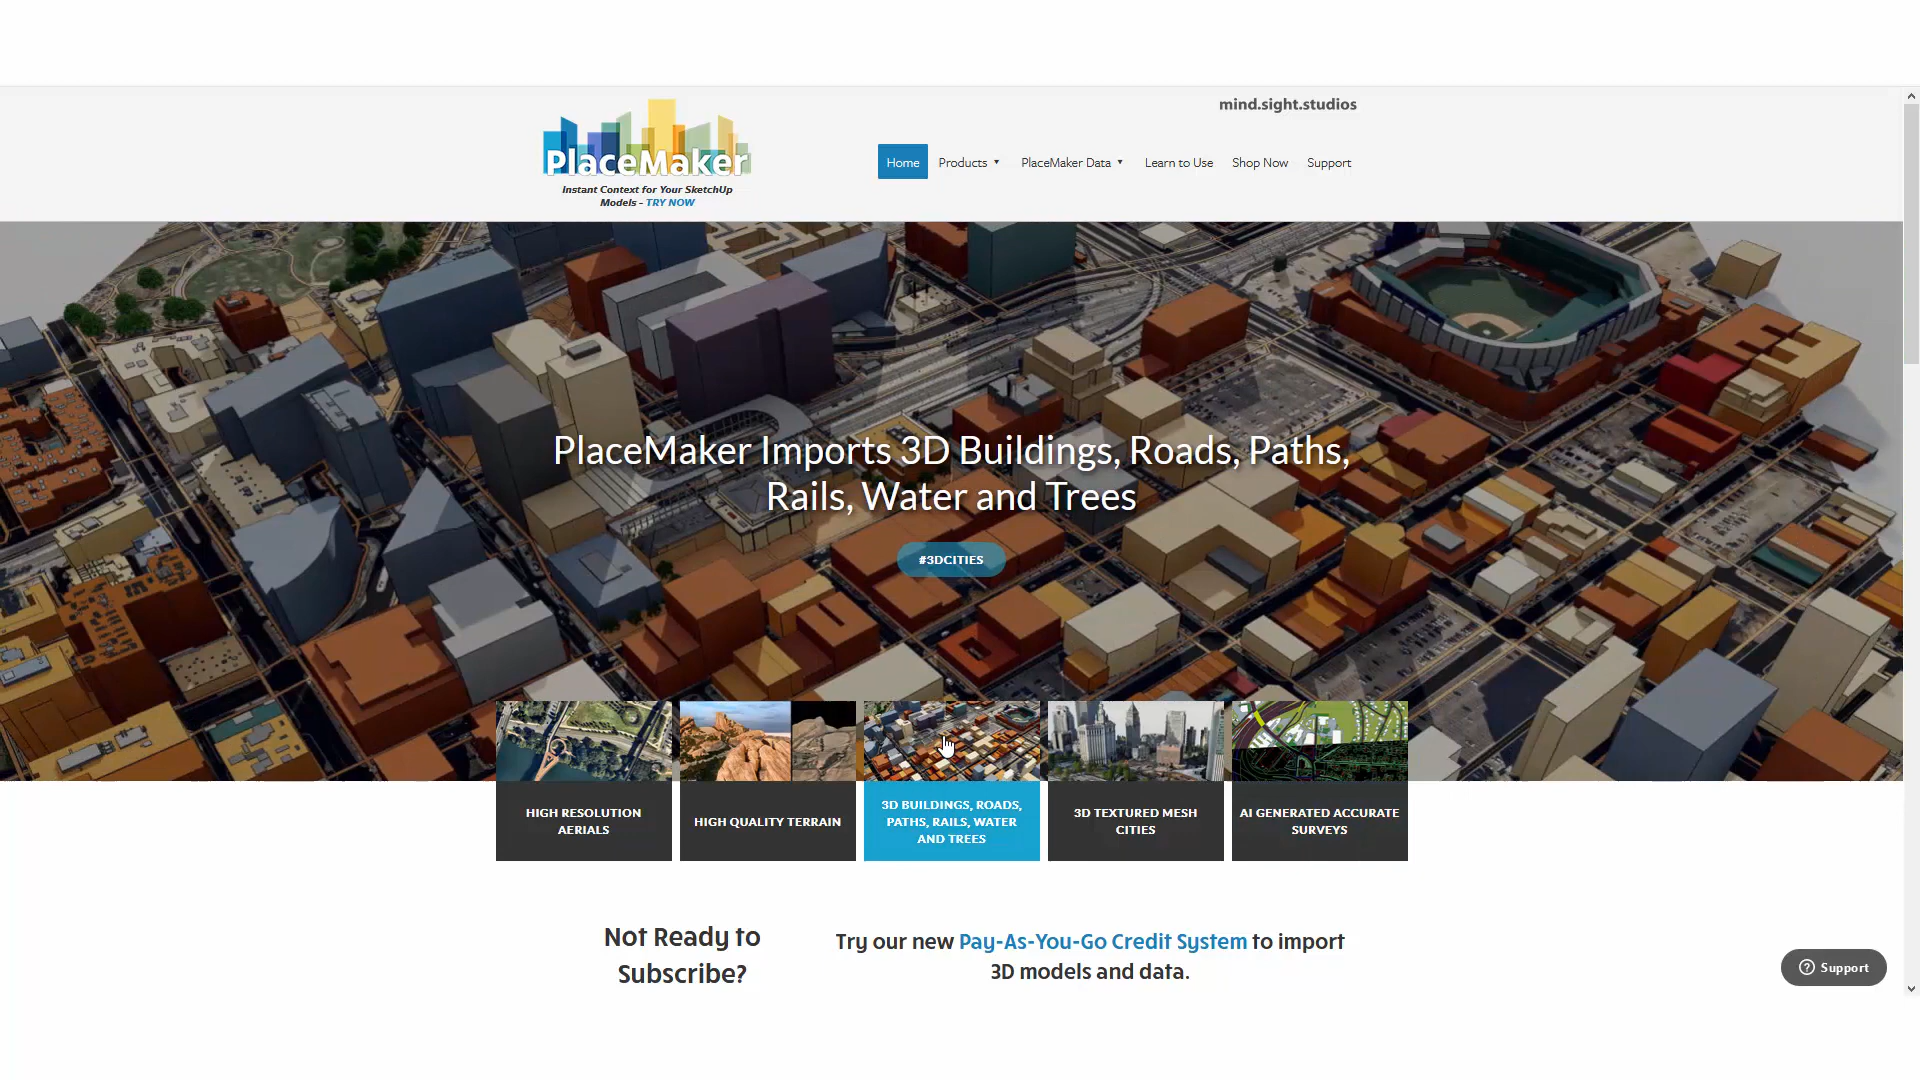 mind.sight.studios
PlaceMaker
Instant Context for Your SketchUp
Models - TRY NOW
Home
Products
PlaceMaker Data
Learn to Use
Shop Now
Support
PlaceMaker Imports 3D Buildings, Roads, Paths,
Rails, Water and Trees
#3DCITIES
HIGH RESOLUTION
AERIALS
HIGH QUALITY TERRAIN
3D BUILDINGS, ROADS,
PATHS, RAILS, WATER
AND TREES
3D TEXTURED MESH
CITIES
AI GENERATED ACCURATE
SURVEYS
Not Ready to
Subscribe?
Try our new Pay-As-You-Go Credit System to import
3D models and data.
Support